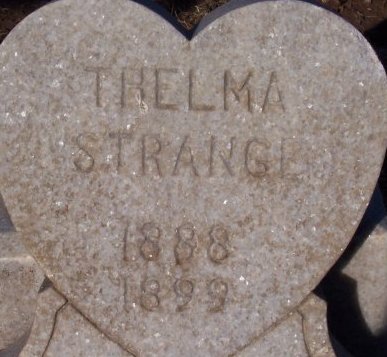 THELMA
STRANGE
1888
1899